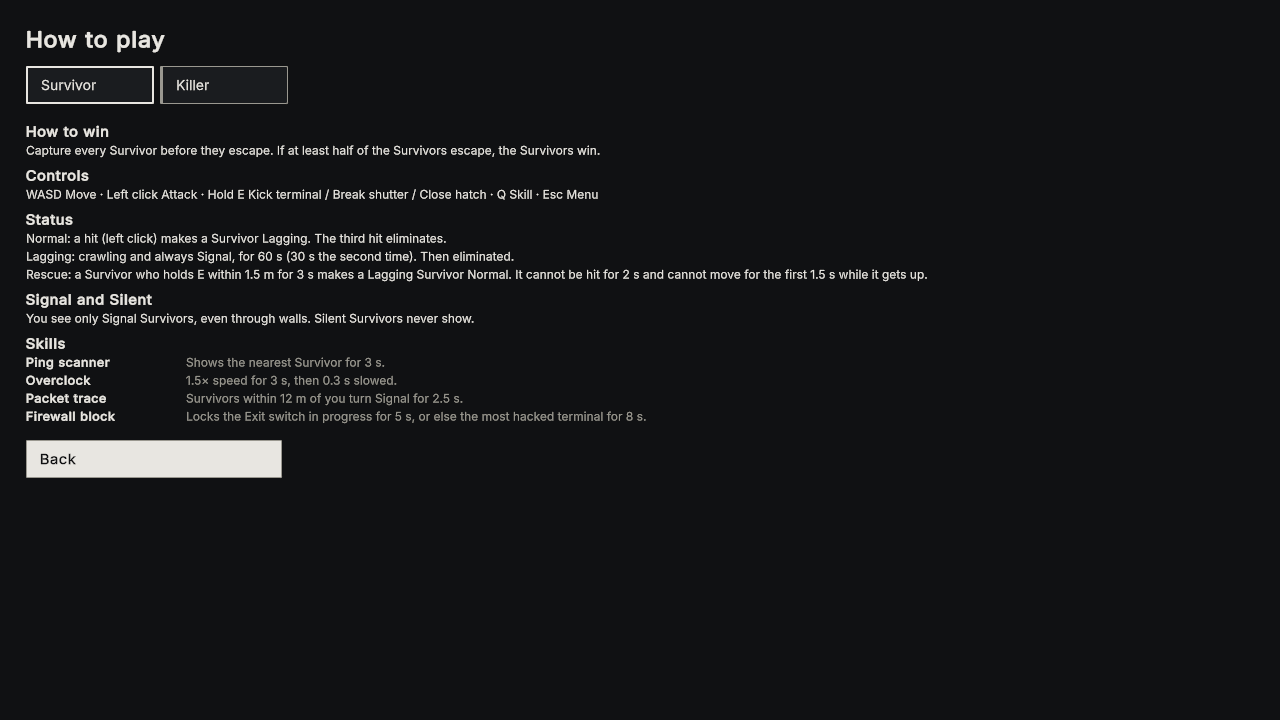 How to play
Survivor
Killer
How to win
Capture every Survivor before they escape. If at least half of the Survivors escape, the Survivors win.
Controls
WASD Move · Left click Attack · Hold E Kick terminal / Break shutter / Close hatch · Q Skill · Esc Menu
Status
Normal: a hit (left click) makes a Survivor Lagging. The third hit eliminates.
Lagging: crawling and always Signal, for 60 s (30 s the second time). Then eliminated.
Rescue: a Survivor who holds E within 1.5 m for 3 s makes a Lagging Survivor Normal. It cannot be hit for 2 s and cannot move for the first 1.5 s while it gets up.
Signal and Silent
You see only Signal Survivors, even through walls. Silent Survivors never show.
Skills
Ping scanner Shows the nearest Survivor for 3 s.
Overclock 1.5× speed for 3 s, then 0.3 s slowed.
Packet trace Survivors within 12 m of you turn Signal for 2.5 s.
Firewall block Locks the Exit switch in progress for 5 s, or else the most hacked terminal for 8 s.
Back